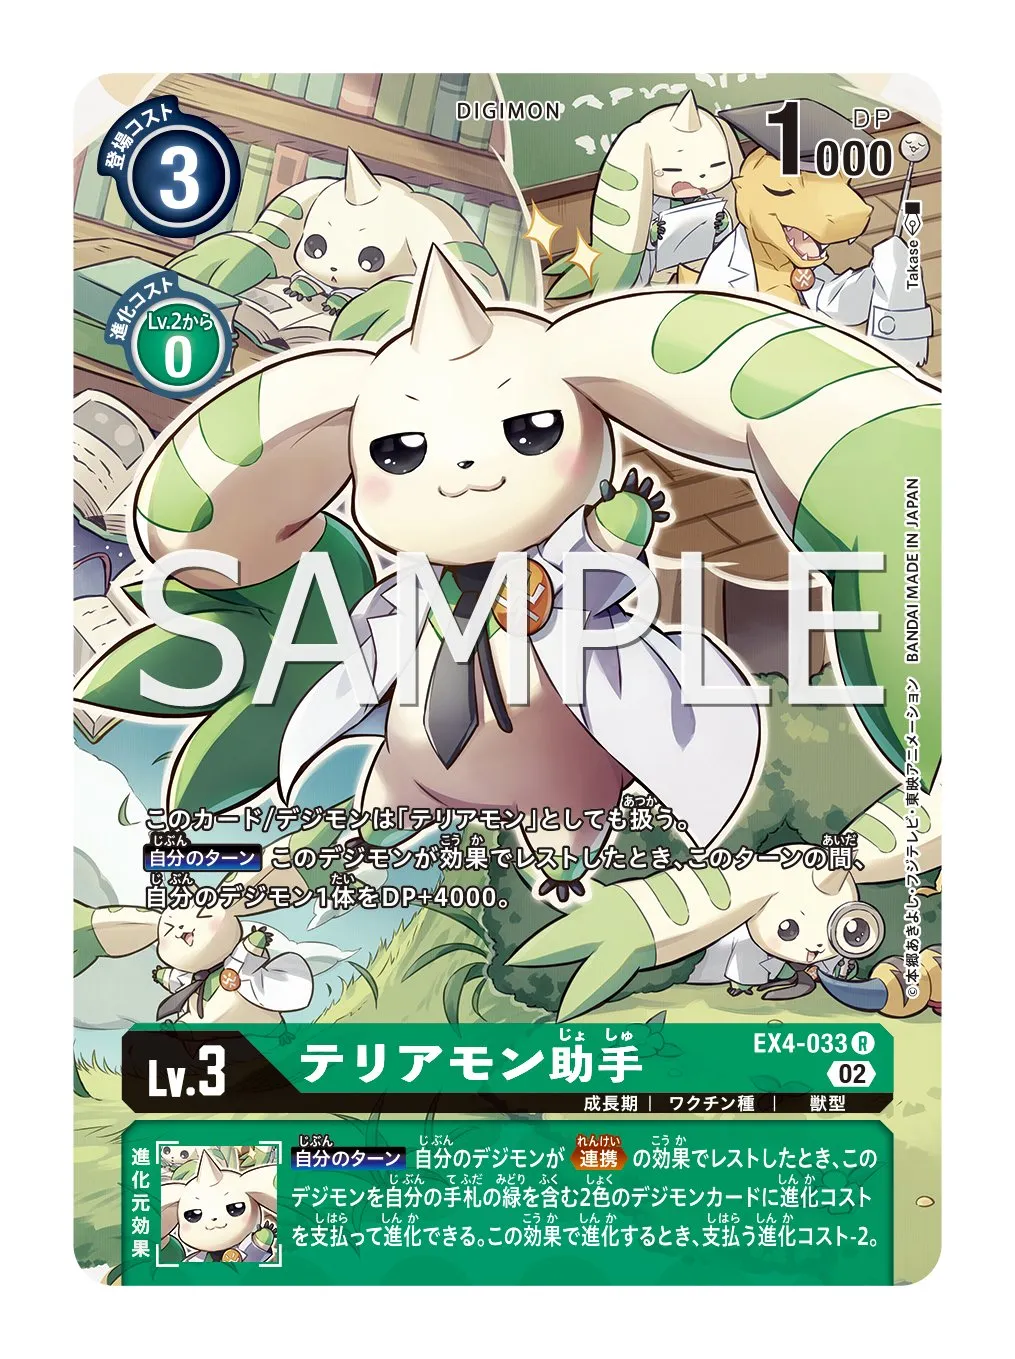 登場コスト
3
DIGIMON
1000
DP
Takase
進化コスト
Lv.2から
0
SAMPLE
このカード/デジモンは「テリアモン」としても扱う。
自分のターン このデジモンが効果でレストしたとき、このターンの間、
自分のデジモン1体をDP+4000。
©本郷あきよし・フジテレビ・東映アニメーション BANDAI MADE IN JAPAN
Lv.3
テリアモン助手
EX4-033 R
02
成長期 | ワクチン種 | 獣型
進化元効果
自分のターン 自分のデジモンが 連携 の効果でレストしたとき、この
デジモンを自分の手札の緑を含む2色のデジモンカードに進化コスト
を支払って進化できる。この効果で進化するとき、支払う進化コスト-2。